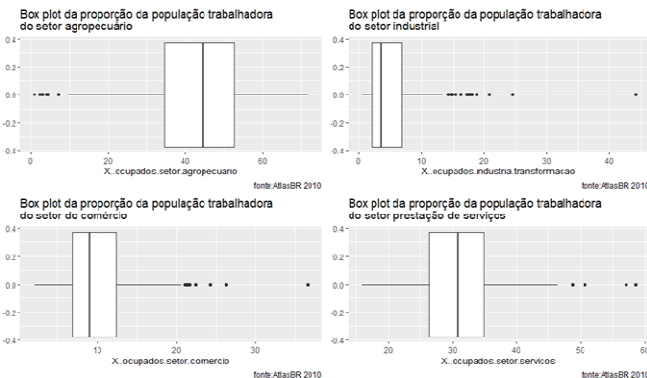 Box plot da proporção da população trabalhadora
do setor agropecuário
0.4
0.2
0.0
-0.2
-0.4
0
20
40
60
X..ocupados.setor.agropecuario
fonte:AtlasBR 2010
Box plot da proporção da população trabalhadora
do setor industrial
0.4
0.2
0.0
-0.2
-0.4
0
10
20
30
40
X..ocupados.industria.transformacao
fonte:AtlasBR 2010
Box plot da proporção da população trabalhadora
do setor do comércio
0.4
0.2
0.0
-0.2
-0.4
10
20
30
X..ocupados.setor.comercio
fonte:AtlasBR 2010
Box plot da proporção da população trabalhadora
do setor prestação de serviços
0.4
0.2
0.0
-0.2
-0.4
20
30
40
50
60
X..ocupados.setor.servicos
fonte:AtlasBR 2010